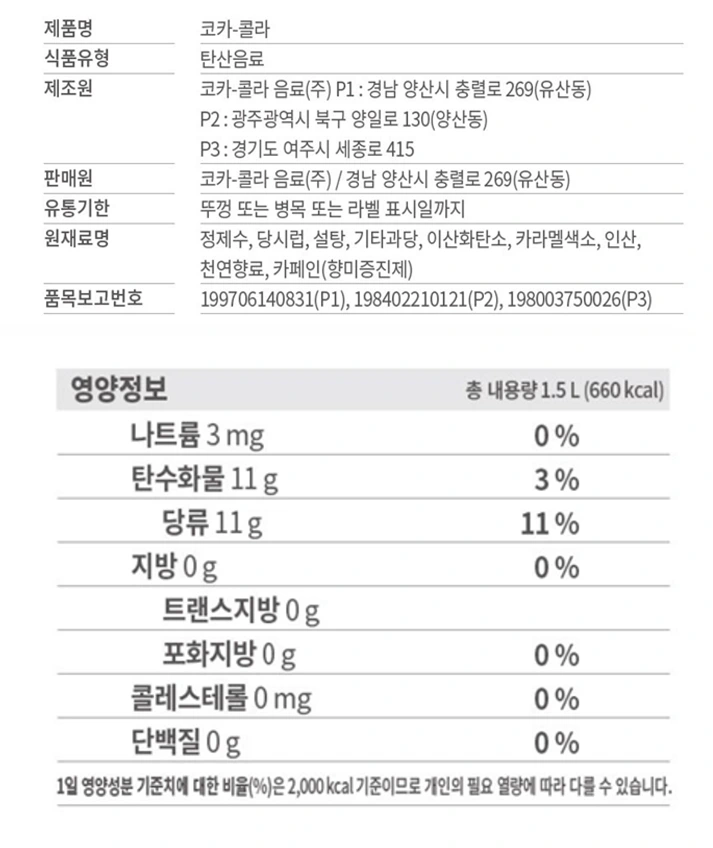 제품명 코카-콜라
식품유형 탄산음료
제조원 코카-콜라 음료(주) P1 : 경남 양산시 충렬로 269(유산동)
P2 : 광주광역시 북구 양일로 130(양산동)
P3 : 경기도 여주시 세종로 415
판매원 코카-콜라 음료(주) / 경남 양산시 충렬로 269(유산동)
유통기한 뚜껑 또는 병목 또는 라벨 표시일까지
원재료명 정제수, 당시럽, 설탕, 기타과당, 이산화탄소, 카라멜색소, 인산,
천연향료, 카페인(향미증진제)
품목보고번호 199706140831(P1), 198402210121(P2), 198003750026(P3)
영양정보 총 내용량 1.5 L (660 kcal)
나트륨 3 mg 0 %
탄수화물 11 g 3 %
당류 11 g 11 %
지방 0 g 0 %
트랜스지방 0 g
포화지방 0 g 0 %
콜레스테롤 0 mg 0 %
단백질 0 g 0 %
1일 영양성분 기준치에 대한 비율(%)은 2,000 kcal 기준이므로 개인의 필요 열량에 따라 다를 수 있습니다.